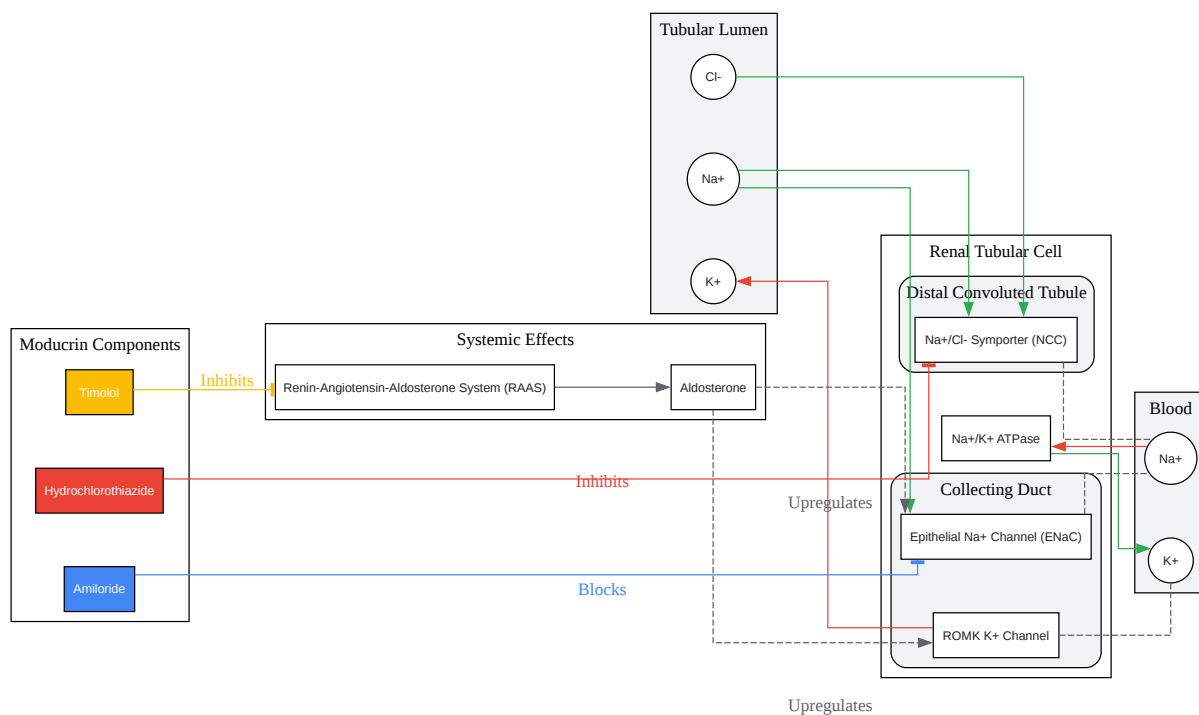 Tubular Lumen
Cl-
Na+
K+
Renal Tubular Cell
Distal Convoluted Tubule
Na+/Cl- Symporter (NCC)
Na+/K+ ATPase
Collecting Duct
Epithelial Na+ Channel (ENaC)
ROMK K+ Channel
Blood
Na+
K+
Systemic Effects
Renin-Angiotensin-Aldosterone System (RAAS)
Aldosterone
Moducrin Components
Timolol
Hydrochlorothiazide
Amiloride
Inhibits
Inhibits
Blocks
Upregulates
Upregulates